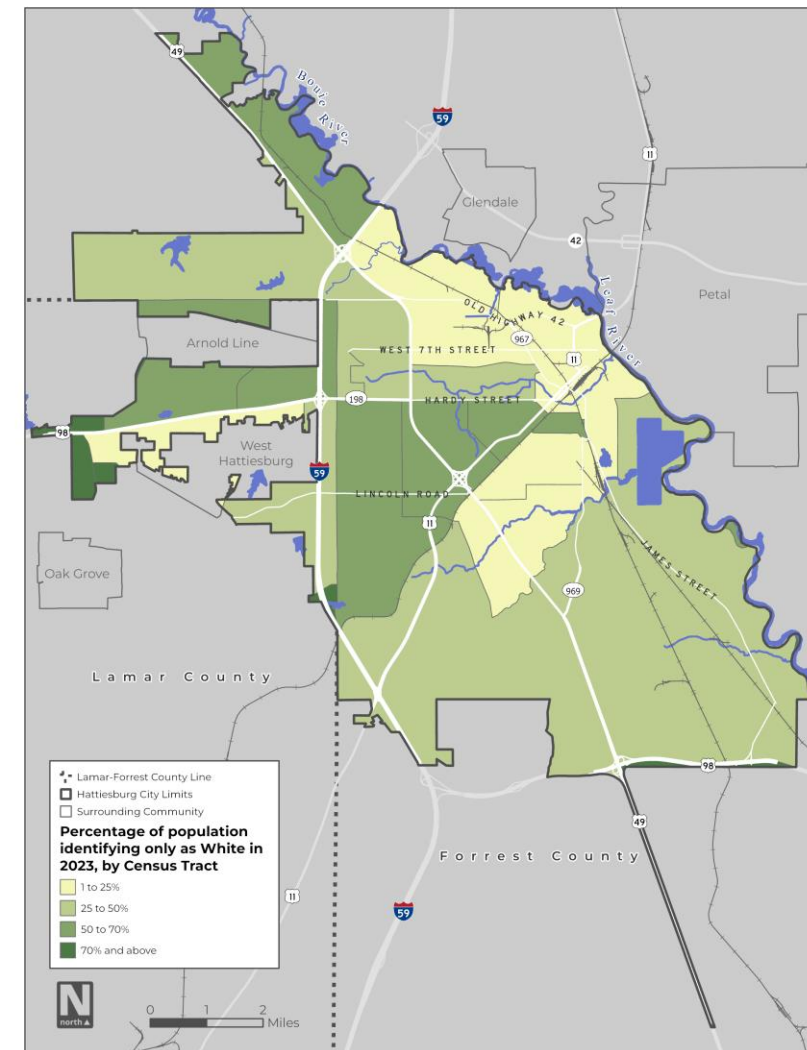 49
Bouie River
59
11
Glendale
42
Leaf River
Petal
OLD HIGHWAY 42
Arnold Line
WEST 7TH STREET
967
11
198
HARDY STREET
98
West
Hattiesburg
59
LINCOLN ROAD
11
JAMES STREET
Oak Grove
969
Lamar County
98
49
Forrest County
11
59
Lamar-Forrest County Line
Hattiesburg City Limits
Surrounding Community
Percentage of population
identifying only as White in
2023, by Census Tract
1 to 25%
25 to 50%
50 to 70%
70% and above
N
north
0 1 2
Miles